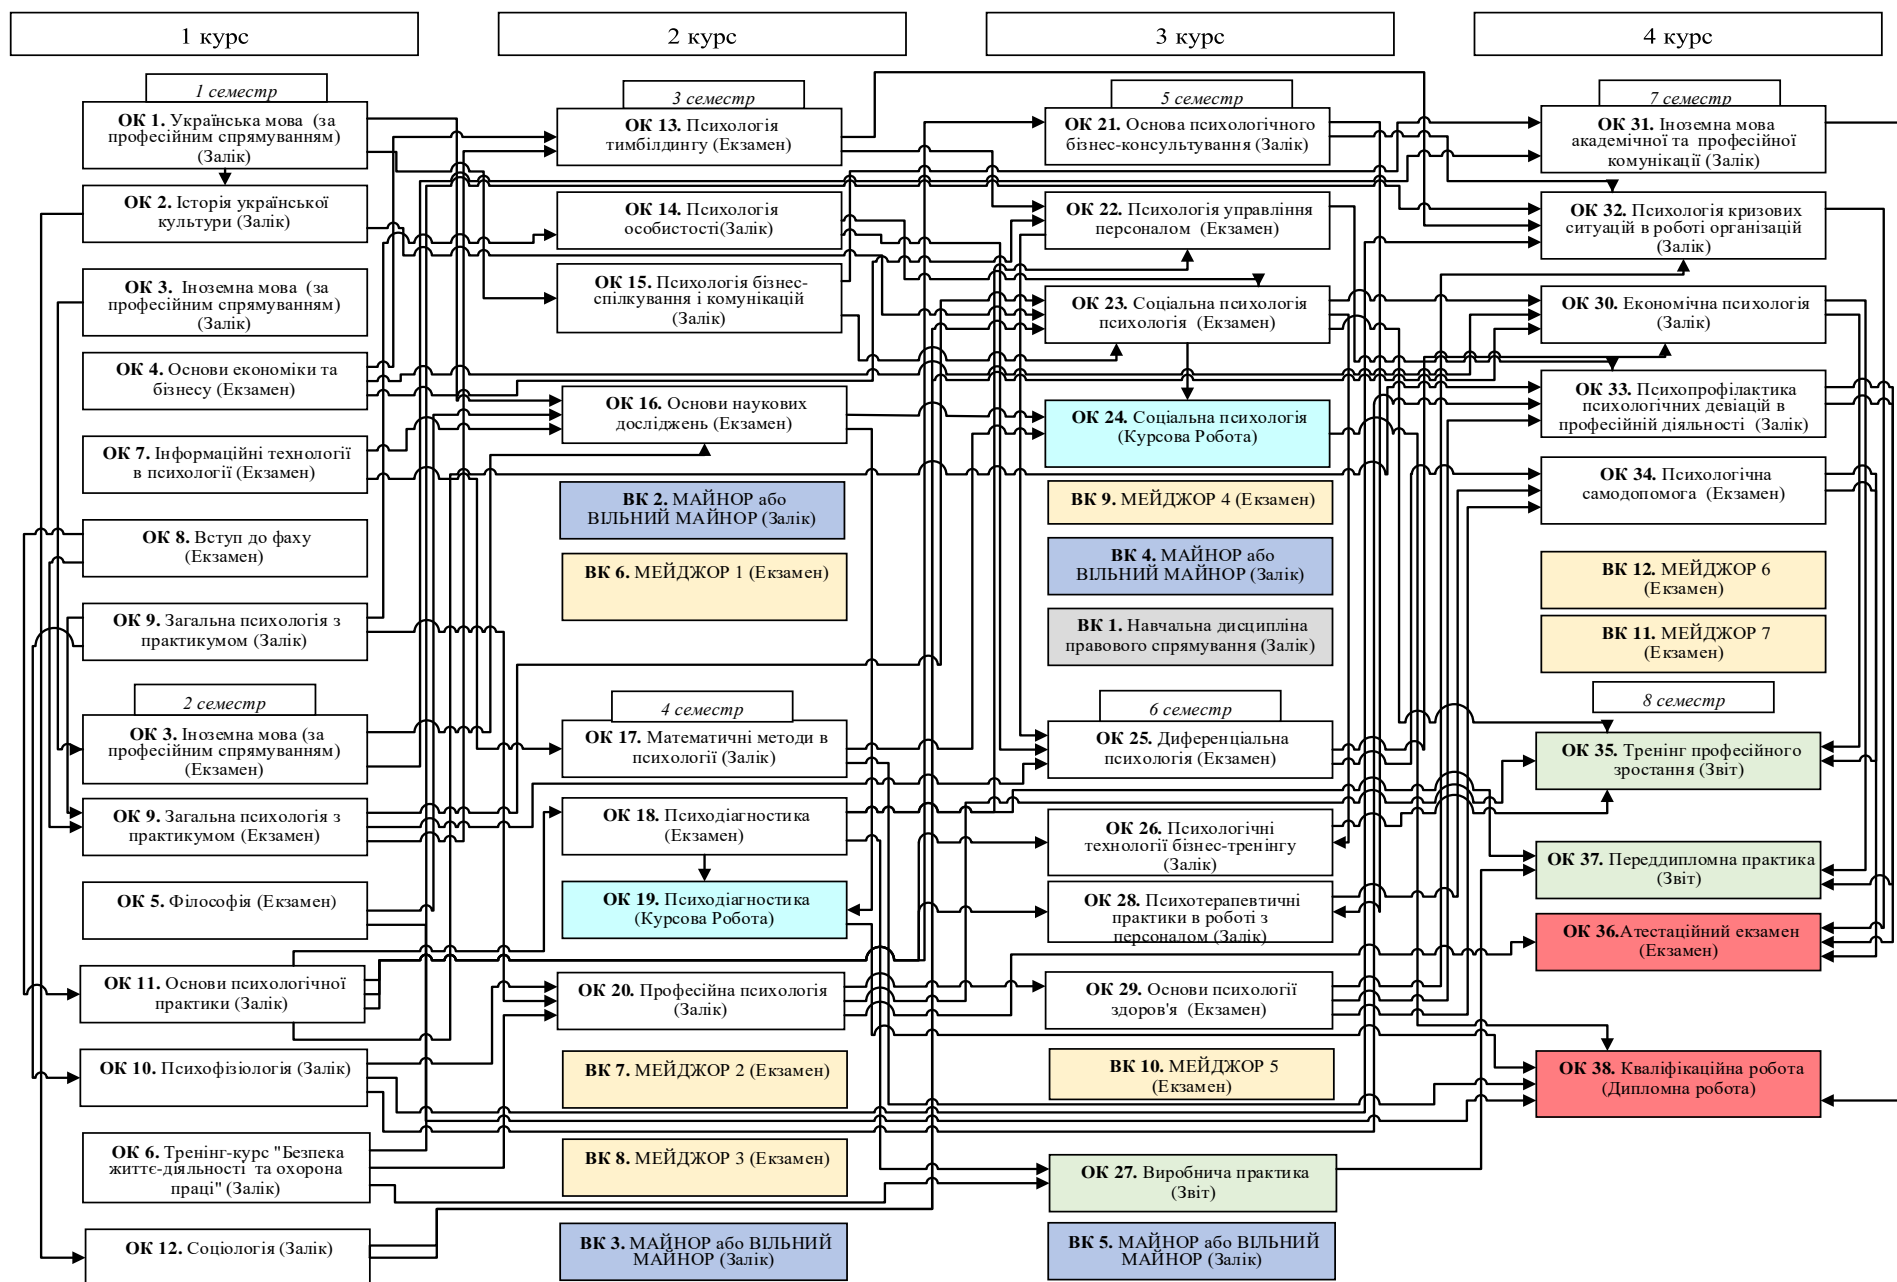 1 курс
2 курс
3 курс
4 курс
1 семестр
ОК 1. Українська мова (за
професійним спрямуванням)
(Залік)
ОК 2. Історія української
культури (Залік)
ОК 3. Іноземна мова (за
професійним спрямуванням)
(Залік)
ОК 4. Основи економіки та
бізнесу (Екзамен)
ОК 7. Інформаційні технології
в психології (Екзамен)
ОК 8. Вступ до фаху
(Екзамен)
ОК 9. Загальна психологія з
практикумом (Залік)
2 семестр
ОК 3. Іноземна мова (за
професійним спрямуванням)
(Екзамен)
ОК 9. Загальна психологія з
практикумом (Екзамен)
ОК 5. Філософія (Екзамен)
ОК 11. Основи психологічної
практики (Залік)
ОК 10. Психофізіологія (Залік)
ОК 6. Тренінг-курс "Безпека
життє-діяльності та охорона
праці" (Залік)
ОК 12. Соціологія (Залік)
3 семестр
ОК 13. Психологія
тимбілдингу (Екзамен)
ОК 14. Психологія
особистості(Залік)
ОК 15. Психологія бізнес-
спілкування і комунікацій
(Залік)
ОК 16. Основи наукових
досліджень (Екзамен)
ВК 2. МАЙНОР або
ВІЛЬНИЙ МАЙНОР (Залік)
ВК 6. МЕЙДЖОР 1 (Екзамен)
4 семестр
ОК 17. Математичні методи в
психології (Залік)
ОК 18. Психодіагностика
(Екзамен)
ОК 19. Психодіагностика
(Курсова Робота)
ОК 20. Професійна психологія
(Залік)
ВК 7. МЕЙДЖОР 2 (Екзамен)
ВК 8. МЕЙДЖОР 3 (Екзамен)
ВК 3. МАЙНОР або ВІЛЬНИЙ
МАЙНОР (Залік)
5 семестр
ОК 21. Основа психологічного
бізнес-консультування (Залік)
ОК 22. Психологія управління
персоналом (Екзамен)
ОК 23. Соціальна психологія
психологія (Екзамен)
ОК 24. Соціальна психологія
(Курсова Робота)
ВК 9. МЕЙДЖОР 4 (Екзамен)
ВК 4. МАЙНОР або
ВІЛЬНИЙ МАЙНОР (Залік)
ВК 1. Навчальна дисципліна
правового спрямування (Залік)
6 семестр
ОК 25. Диференціальна
психологія (Екзамен)
ОК 26. Психологічні
технології бізнес-тренінгу
(Залік)
ОК 28. Психотерапевтичні
практики в роботі з
персоналом (Залік)
ОК 29. Основи психології
здоров'я (Екзамен)
ВК 10. МЕЙДЖОР 5
(Екзамен)
ОК 27. Виробнича практика
(Звіт)
ВК 5. МАЙНОР або ВІЛЬНИЙ
МАЙНОР (Залік)
7 семестр
ОК 31. Іноземна мова
академічної та професійної
комунікації (Залік)
ОК 32. Психологія кризових
ситуацій в роботі організацій
(Залік)
ОК 30. Економічна психологія
(Залік)
ОК 33. Психопрофілактика
психологічних девіацій в
професійній діяльності (Залік)
ОК 34. Психологічна
самодопомога (Екзамен)
ВК 12. МЕЙДЖОР 6
(Екзамен)
ВК 11. МЕЙДЖОР 7
(Екзамен)
8 семестр
ОК 35. Тренінг професійного
зростання (Звіт)
ОК 37. Переддипломна практика
(Звіт)
ОК 36.Атестаційний екзамен
(Екзамен)
ОК 38. Кваліфікаційна робота
(Дипломна робота)